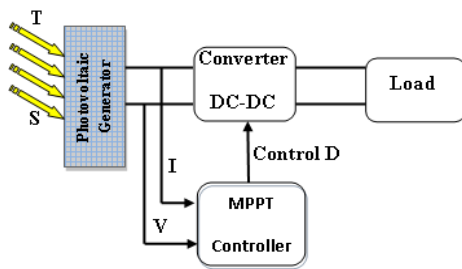 T
S
Photovoltaic
Generator
Converter
DC-DC
Load
Control D
I
V
MPPT
Controller